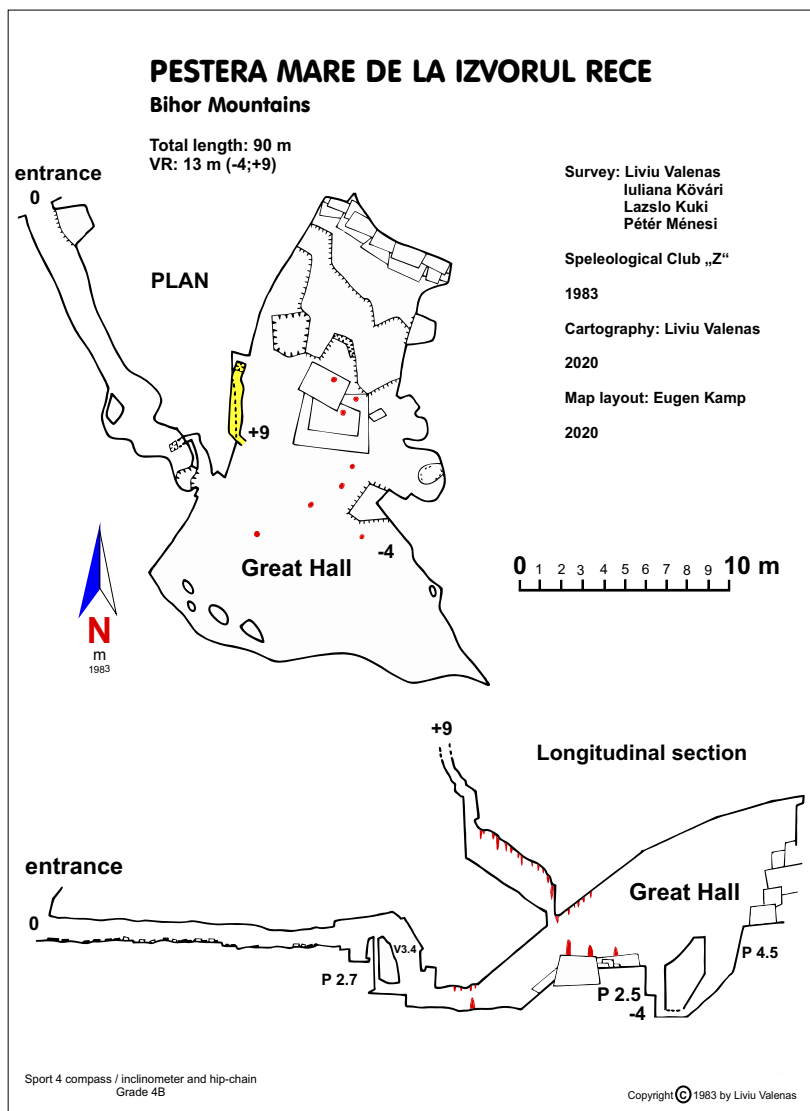 PESTERA MARE DE LA IZVORUL RECE
Bihor Mountains
Total length: 90 m
VR: 13 m (-4;+9)
entrance
0
Survey: Liviu Valenas
Iuliana Kövári
Lazslo Kuki
Pétér Ménesi
Speleological Club „Z“
1983
Cartography: Liviu Valenas
2020
Map layout: Eugen Kamp
2020
PLAN
+9
-4
Great Hall
0 1 2 3 4 5 6 7 8 9 10 m
N
m
1983
+9
Longitudinal section
entrance
0
Great Hall
V3.4
P 2.7
P 2.5
-4
P 4.5
Sport 4 compass / inclinometer and hip-chain
Grade 4B
Copyright © 1983 by Liviu Valenas